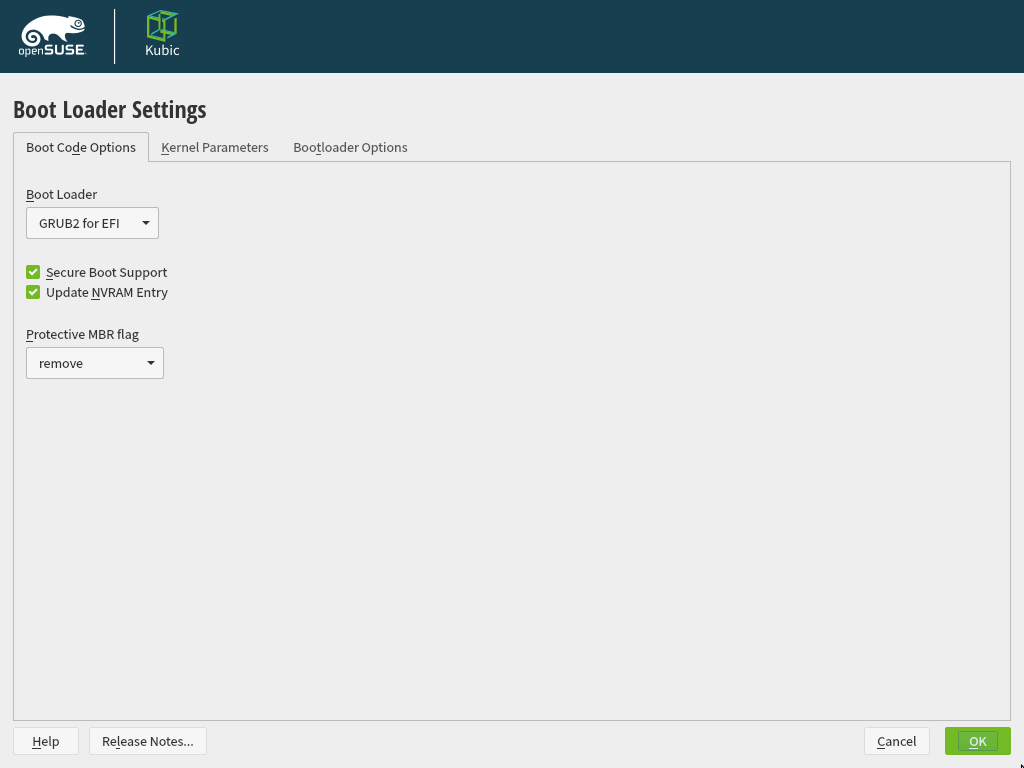 openSUSE
Kubic
Boot Loader Settings
Boot Code Options Kernel Parameters Bootloader Options
Boot Loader
GRUB2 for EFI
Secure Boot Support
Update NVRAM Entry
Protective MBR flag
remove
Help Release Notes... Cancel OK